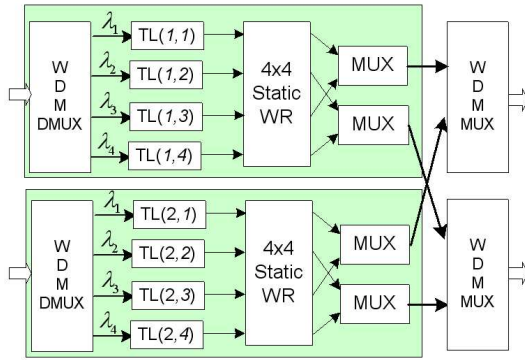 W
D
M
DMUX
λ1
TL(1,1)
λ2
TL(1,2)
λ3
TL(1,3)
λ4
TL(1,4)
4x4
Static
WR
MUX
MUX
W
D
M
MUX
W
D
M
DMUX
λ1
TL(2,1)
λ2
TL(2,2)
λ3
TL(2,3)
λ4
TL(2,4)
4x4
Static
WR
MUX
MUX
W
D
M
MUX